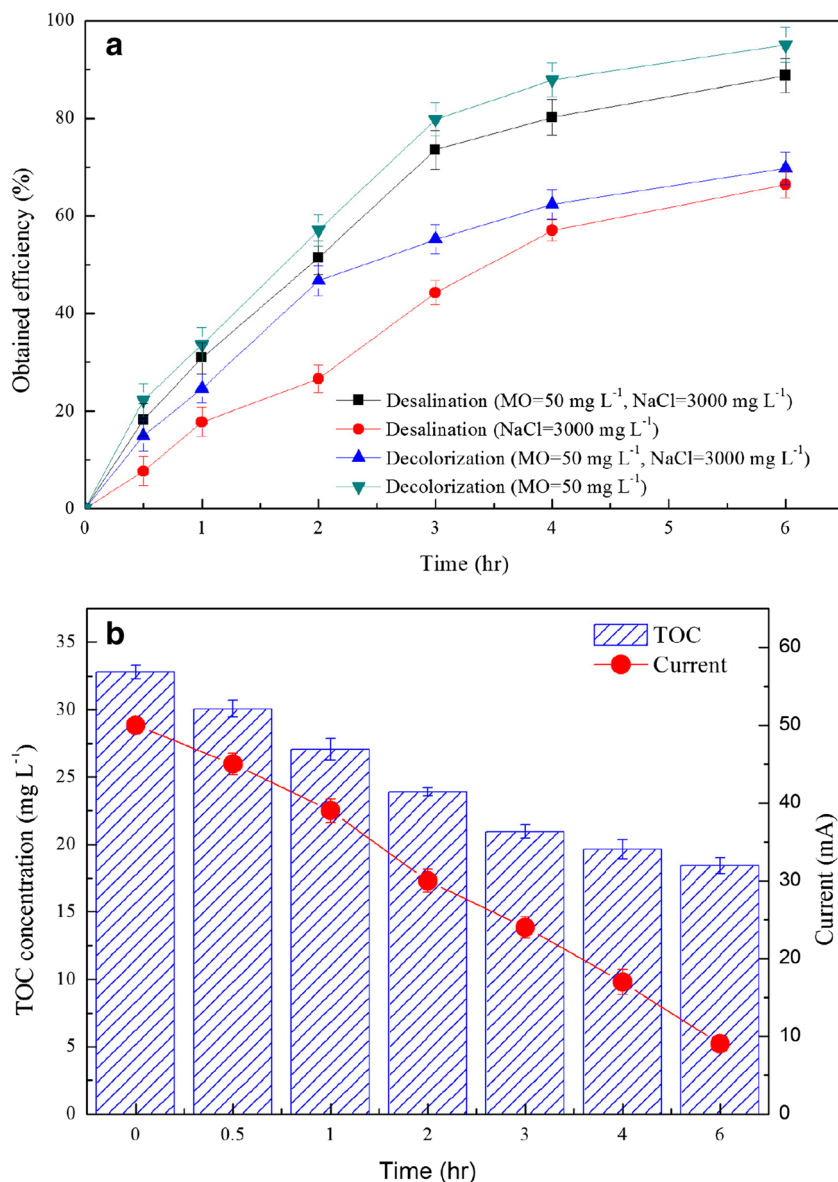 a
100
80
60
40
20
0
Obtained efficiency (%)
Desalination (MO=50 mg L⁻¹, NaCl=3000 mg L⁻¹)
Desalination (NaCl=3000 mg L⁻¹)
Decolorization (MO=50 mg L⁻¹, NaCl=3000 mg L⁻¹)
Decolorization (MO=50 mg L⁻¹)
0 1 2 3 4 5 6
Time (hr)
b
TOC
Current
35
30
25
20
15
10
5
0
TOC concentration (mg L⁻¹)
60
50
40
30
20
10
0
Current (mA)
0 0.5 1 2 3 4 6
Time (hr)